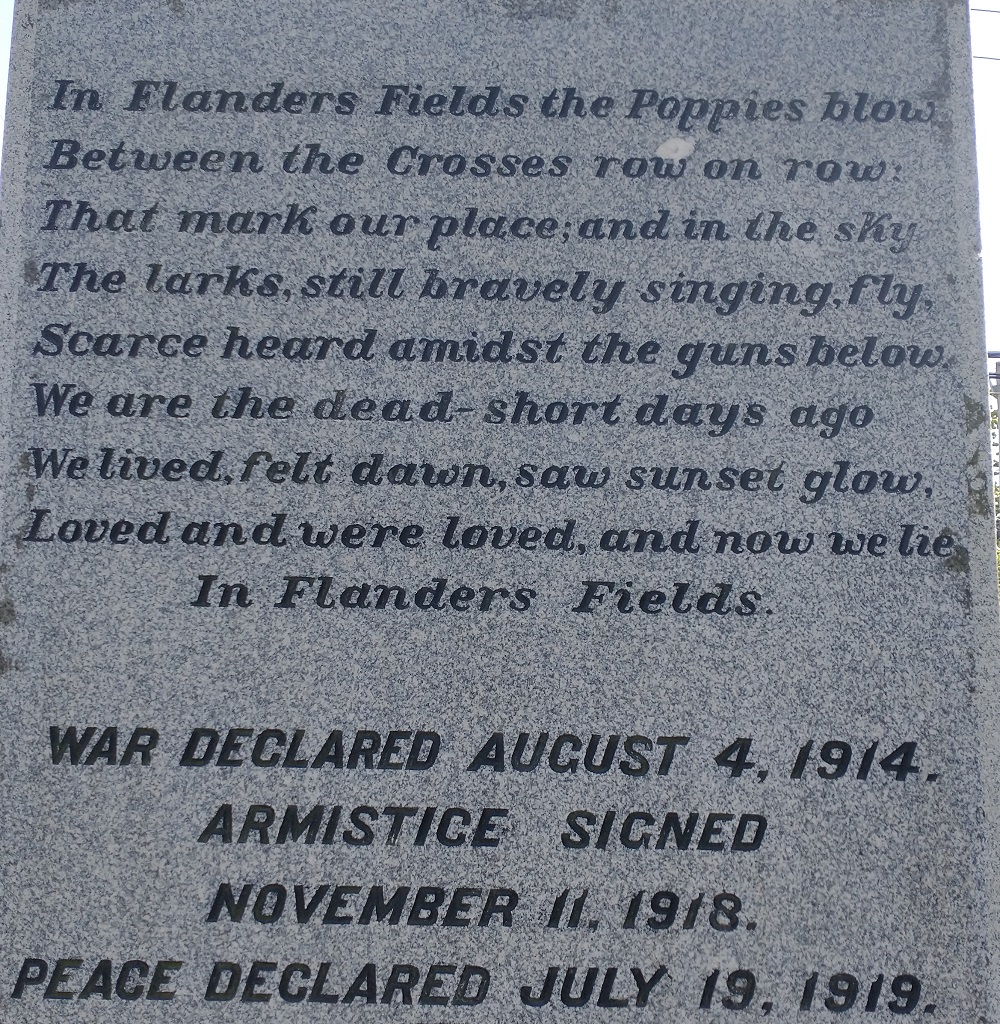 In Flanders Fields the Poppies blow.
Between the Crosses row on row:
That mark our place; and in the sky
The larks, still bravely singing, fly,
Scarce heard amidst the guns below.
We are the dead - short days ago
We lived, felt dawn, saw sunset glow,
Loved and were loved, and now we lie
In Flanders Fields.
WAR DECLARED AUGUST 4, 1914.
ARMISTICE SIGNED
NOVEMBER 11, 1918.
PEACE DECLARED JULY 19, 1919.